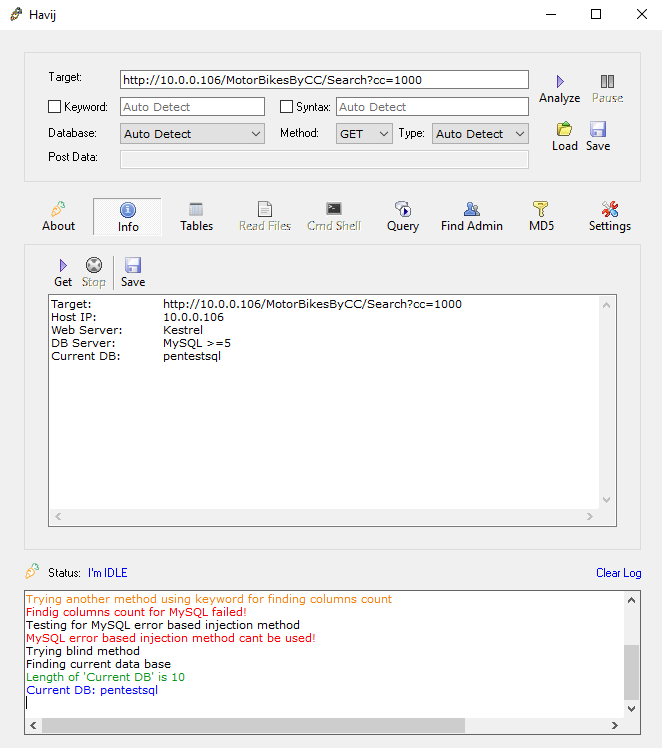 Havij
Target: http://10.0.0.106/MotorBikesByCC/Search?cc=1000
Analyze Pause
Keyword: Auto Detect Syntax: Auto Detect
Database: Auto Detect Method: GET Type: Auto Detect
Load Save
Post Data:
About Info Tables Read Files Cmd Shell Query Find Admin MD5 Settings
Get Stop Save
Target: http://10.0.0.106/MotorBikesByCC/Search?cc=1000
Host IP: 10.0.0.106
Web Server: Kestrel
DB Server: MySQL >=5
Current DB: pentestsql
Status: I'm IDLE Clear Log
Trying another method using keyword for finding columns count
Findig columns count for MySQL failed!
Testing for MySQL error based injection method
MySQL error based injection method cant be used!
Trying blind method
Finding current data base
Length of 'Current DB' is 10
Current DB: pentestsql